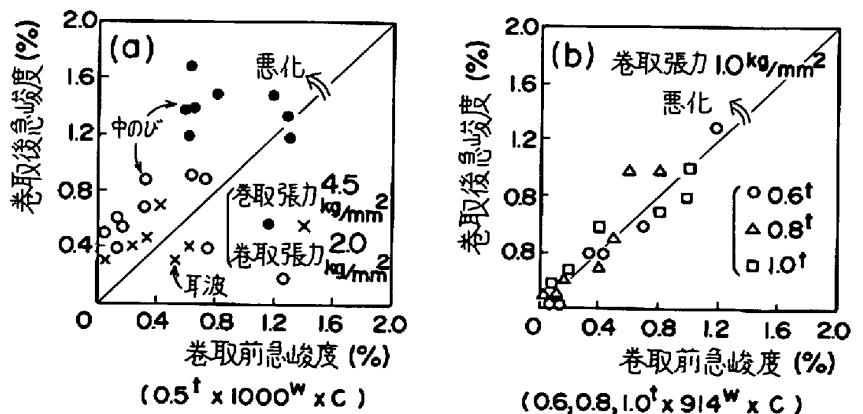 (a)
巻取後急峻度 (%)
2.0
1.6
1.2
0.8
0.4
0
悪化
中のび
耳波
巻取張力 4.5 kg/mm²
● ×
巻取張力 2.0 kg/mm²
○
0 0.4 0.8 1.2 1.6 2.0
巻取前急峻度 (%)
(0.5ᵗ x 1000ʷ x C)
(b)
巻取張力 1.0 kg/mm²
巻取後急峻度 (%)
2.0
1.6
1.2
0.8
0.8
悪化
○ 0.6ᵗ
△ 0.8ᵗ
□ 1.0ᵗ
0 0.4 0.8 1.2 1.6 2.0
巻取前急峻度 (%)
(0.6,0.8,1.0ᵗ x 914ʷ x C)